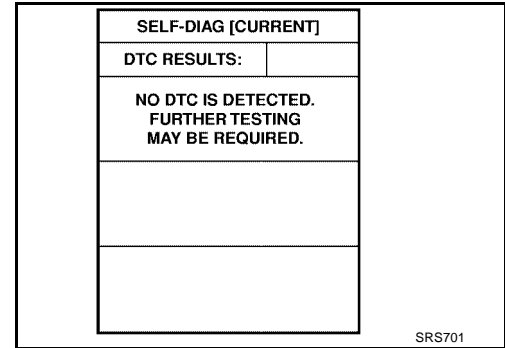 SELF-DIAG [CURRENT]
DTC RESULTS:
NO DTC IS DETECTED.
FURTHER TESTING
MAY BE REQUIRED.
SRS701